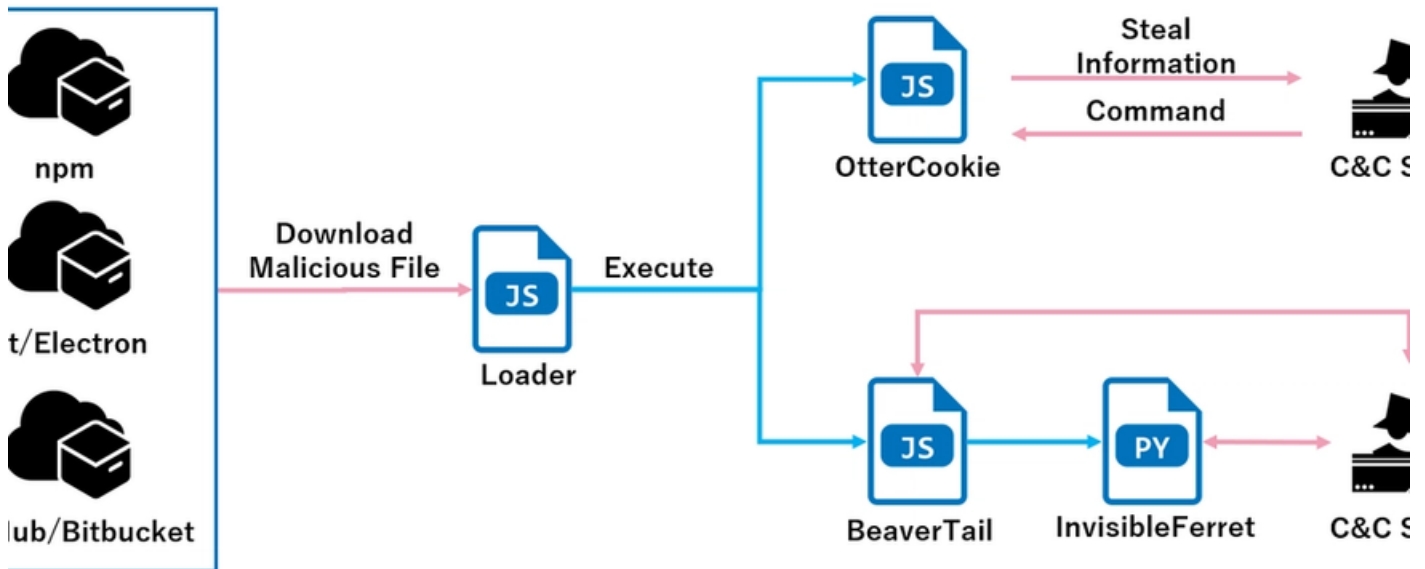 npm
t/Electron
lub/Bitbucket
Download
Malicious File
JS
Loader
Execute
JS
OtterCookie
Steal
Information
Command
C&C S
JS
BeaverTail
PY
InvisibleFerret
C&C S